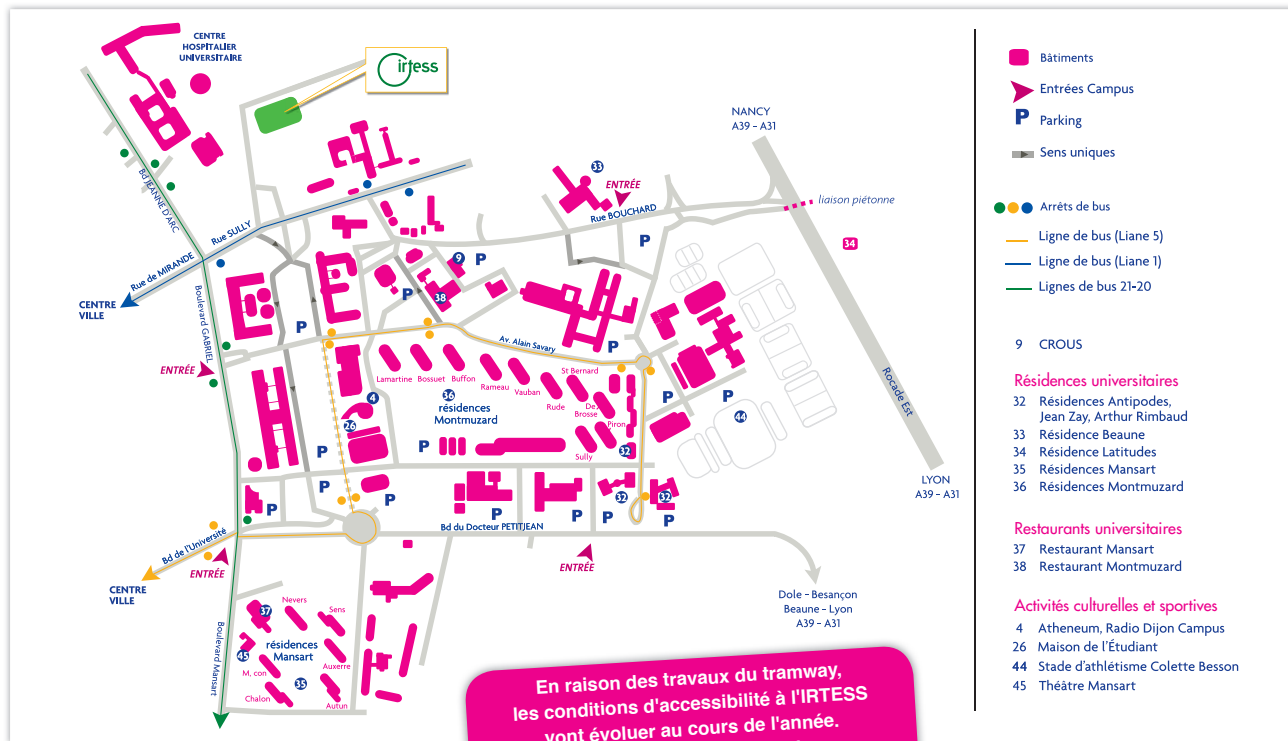 CENTRE
HOSPITALIER
UNIVERSITAIRE
irtess
NANCY
A39 – A31
Bd JEANNE D'ARC
33
ENTRÉE
Rue BOUCHARD
liaison piétonne
34
Rue SULLY
Rue de MIRANDE
CENTRE
VILLE
Boulevard GABRIEL
9
P
P
P
38
P
Av. Alain Savary
P
ENTRÉE
Lamartine
Bossuet
Buffon
Rameau
Vauban
St Bernard
Rude
De
Brosse
Piron
Sully
36
résidences
Montmuzard
4
26
P
P
P
44
32
P
P
Rocade Est
LYON
A39 – A31
P
P
P
P
P
P
32
32
P
Bd du Docteur PETITJEAN
Bd de l'Université
ENTRÉE
ENTRÉE
CENTRE
VILLE
Dole – Besançon
Beaune – Lyon
A39 – A31
Boulevard Mansart
37
Nevers
Sens
45
résidences
Mansart
M. con
Auxerre
35
Chalon
Autun
En raison des travaux du tramway,
les conditions d'accessibilité à l'IRTESS
vont évoluer au cours de l'année.
Bâtiments
Entrées Campus
P Parking
Sens uniques
Arrêts de bus
Ligne de bus (Liane 5)
Ligne de bus (Liane 1)
Lignes de bus 21-20
9 CROUS
Résidences universitaires
32 Résidences Antipodes,
Jean Zay, Arthur Rimbaud
33 Résidence Beaune
34 Résidence Latitudes
35 Résidences Mansart
36 Résidences Montmuzard
Restaurants universitaires
37 Restaurant Mansart
38 Restaurant Montmuzard
Activités culturelles et sportives
4 Atheneum, Radio Dijon Campus
26 Maison de l'Étudiant
44 Stade d'athlétisme Colette Besson
45 Théâtre Mansart